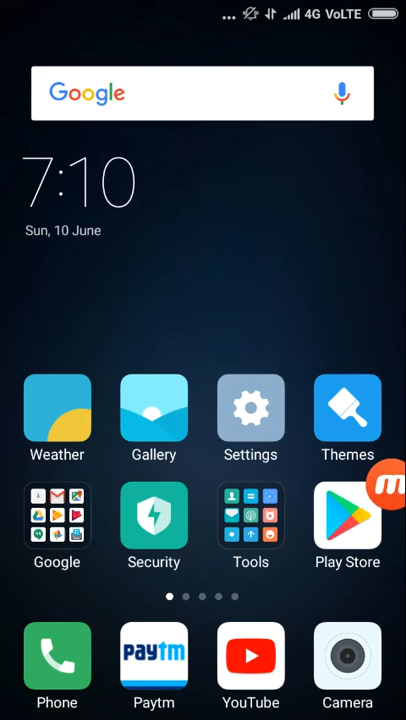 ... 4G VoLTE
Google
7:10
Sun, 10 June
Weather Gallery Settings Themes
m
Google Security Tools Play Store
Paytm
Phone Paytm YouTube Camera